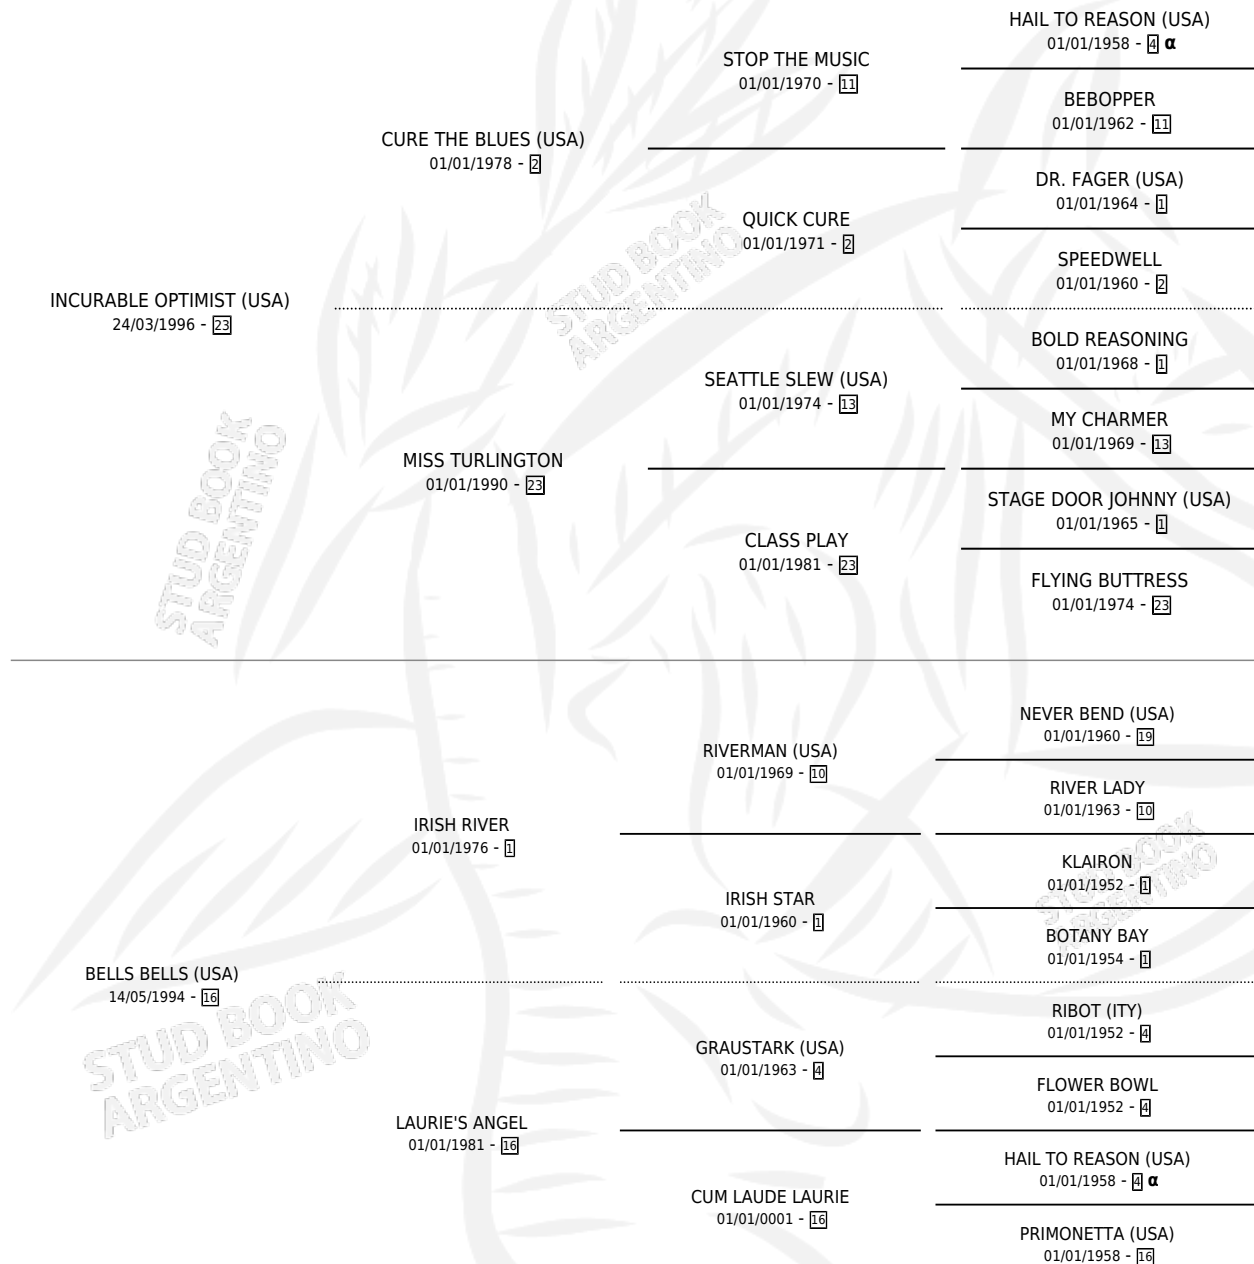 HAIL TO REASON (USA)
01/01/1958 - 4 α
STOP THE MUSIC
01/01/1970 - 11
BEBOPPER
01/01/1962 - 11
CURE THE BLUES (USA)
01/01/1978 - 2
DR. FAGER (USA)
01/01/1964 - 1
QUICK CURE
01/01/1971 - 2
SPEEDWELL
01/01/1960 - 2
INCURABLE OPTIMIST (USA)
24/03/1996 - 23
BOLD REASONING
01/01/1968 - 1
SEATTLE SLEW (USA)
01/01/1974 - 13
MY CHARMER
01/01/1969 - 13
MISS TURLINGTON
01/01/1990 - 23
STAGE DOOR JOHNNY (USA)
01/01/1965 - 1
CLASS PLAY
01/01/1981 - 23
FLYING BUTTRESS
01/01/1974 - 23
STUD BOOK
ARGENTINO
STUD BOOK
ARGENTINO
NEVER BEND (USA)
01/01/1960 - 19
RIVERMAN (USA)
01/01/1969 - 10
RIVER LADY
01/01/1963 - 10
IRISH RIVER
01/01/1976 - 1
KLAIRON
01/01/1952 - 1
IRISH STAR
01/01/1960 - 1
BOTANY BAY
01/01/1954 - 1
BELLS BELLS (USA)
14/05/1994 - 16
RIBOT (ITY)
01/01/1952 - 4
GRAUSTARK (USA)
01/01/1963 - 4
FLOWER BOWL
01/01/1952 - 4
LAURIE'S ANGEL
01/01/1981 - 16
HAIL TO REASON (USA)
01/01/1958 - 4 α
CUM LAUDE LAURIE
01/01/0001 - 16
PRIMONETTA (USA)
01/01/1958 - 16
STUD BOOK
ARGENTINO
STUD BOOK
ARGENTINO